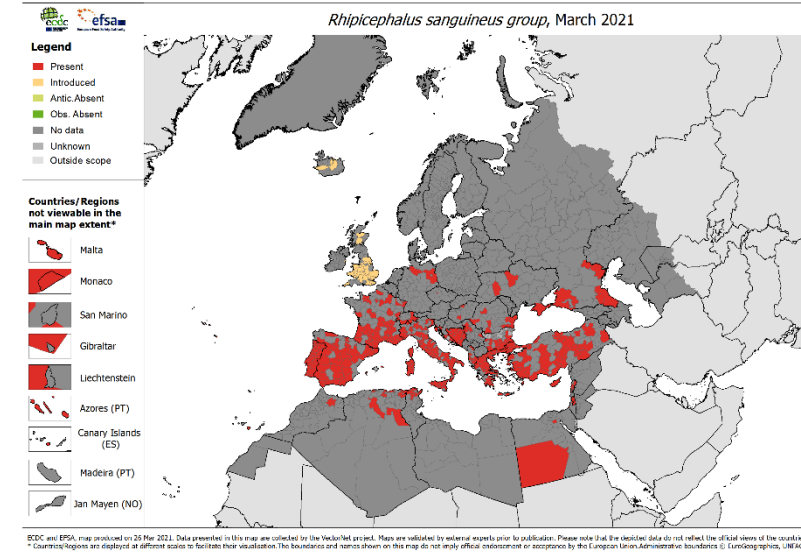 ecdc
efsa
European Food Safety Authority
Rhipicephalus sanguineus group, March 2021
Legend
Present
Introduced
Antic.Absent
Obs. Absent
No data
Unknown
Outside scope
Countries/Regions
not viewable in the
main map extent*
Malta
Monaco
San Marino
Gibraltar
Liechtenstein
Azores (PT)
Canary Islands
(ES)
Madeira (PT)
Jan Mayen (NO)
ECDC and EFSA, map produced on 26 Mar 2021. Data presented in this map are collected by the VectorNet project. Maps are validated by external experts prior to publication. Please note that the depicted data do not reflect the official views of the countrie
* Countries/Regions are displayed at different scales to facilitate their visualisation. The boundaries and names shown on this map do not imply official endorsement or acceptance by the European Union. Administrative boundaries © EuroGeographics, UNFAO